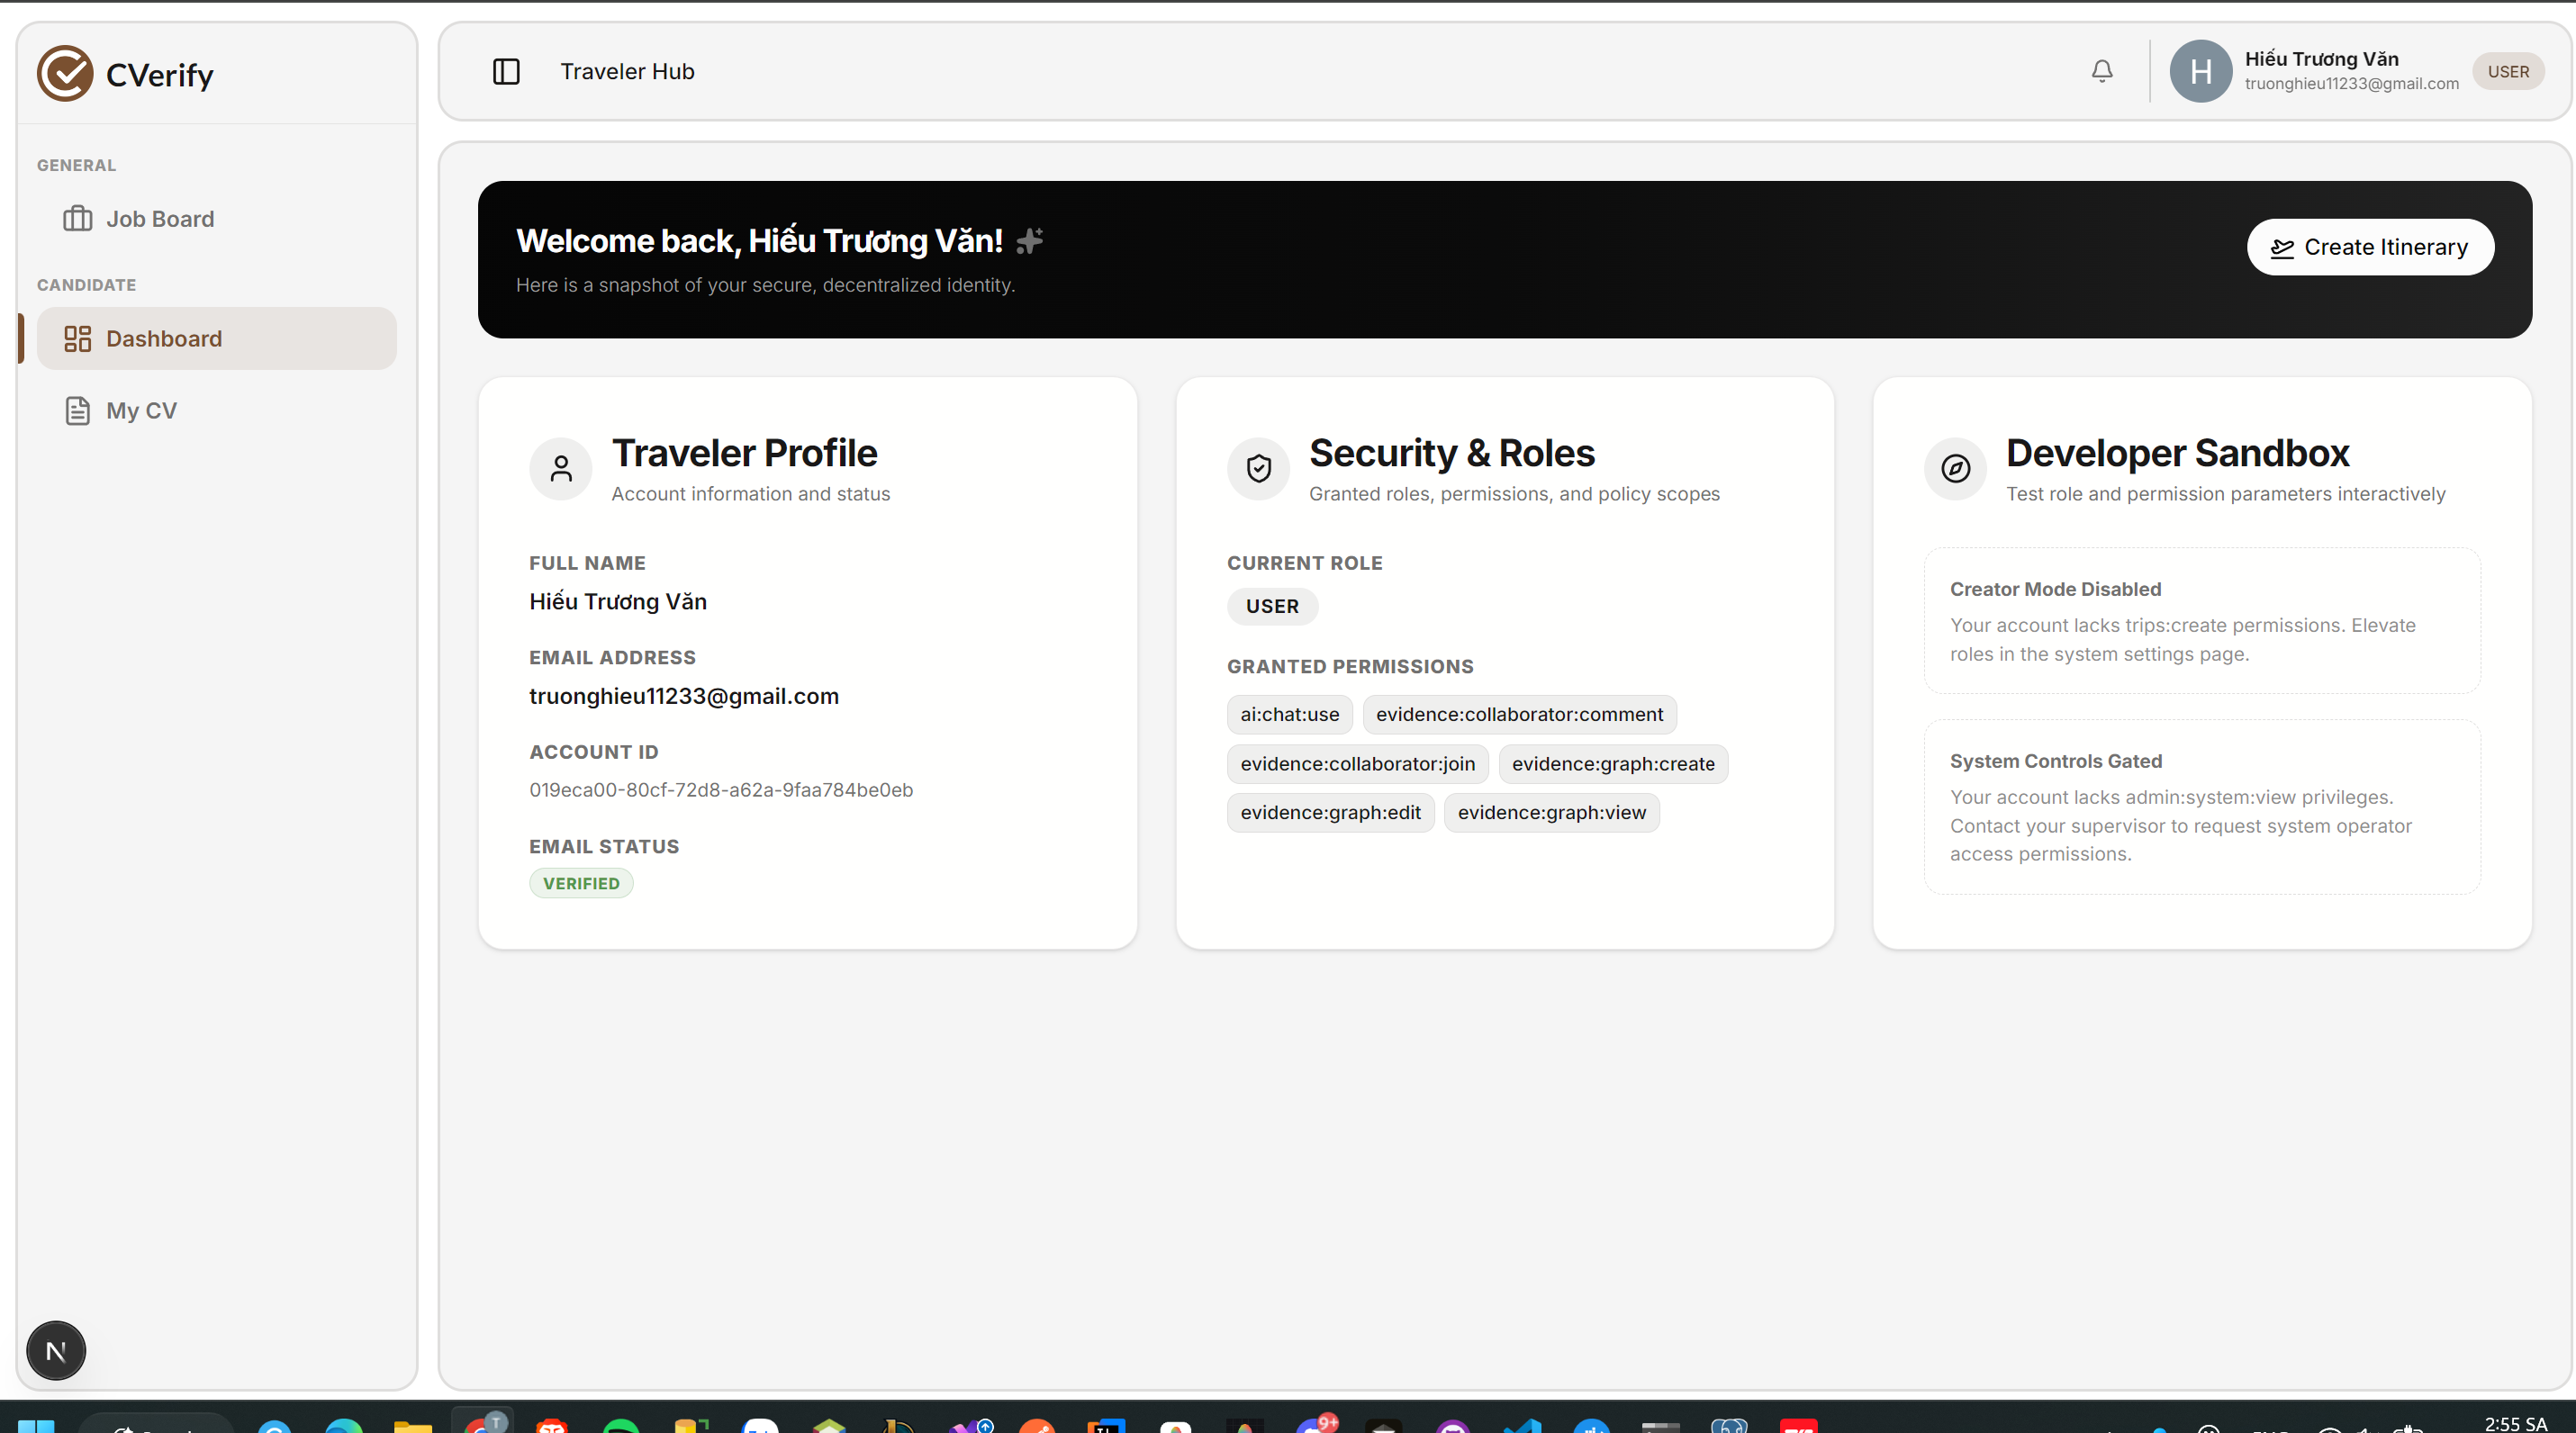 CVerify
GENERAL
Job Board
CANDIDATE
Dashboard
My CV
N
Traveler Hub
H
Hiếu Trương Văn
truonghieu11233@gmail.com
USER
Welcome back, Hiếu Trương Văn!
Here is a snapshot of your secure, decentralized identity.
Create Itinerary
Traveler Profile
Account information and status
FULL NAME
Hiếu Trương Văn
EMAIL ADDRESS
truonghieu11233@gmail.com
ACCOUNT ID
019eca00-80cf-72d8-a62a-9faa784be0eb
EMAIL STATUS
VERIFIED
Security & Roles
Granted roles, permissions, and policy scopes
CURRENT ROLE
USER
GRANTED PERMISSIONS
ai:chat:use evidence:collaborator:comment
evidence:collaborator:join evidence:graph:create
evidence:graph:edit evidence:graph:view
Developer Sandbox
Test role and permission parameters interactively
Creator Mode Disabled
Your account lacks trips:create permissions. Elevate
roles in the system settings page.
System Controls Gated
Your account lacks admin:system:view privileges.
Contact your supervisor to request system operator
access permissions.
T
9+
2:55 SA